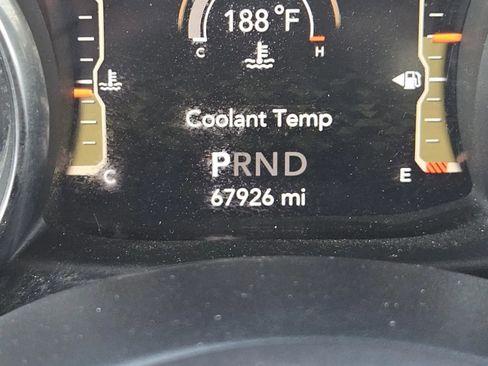 188°F
C H
Coolant Temp
PRND
C E
67926 mi